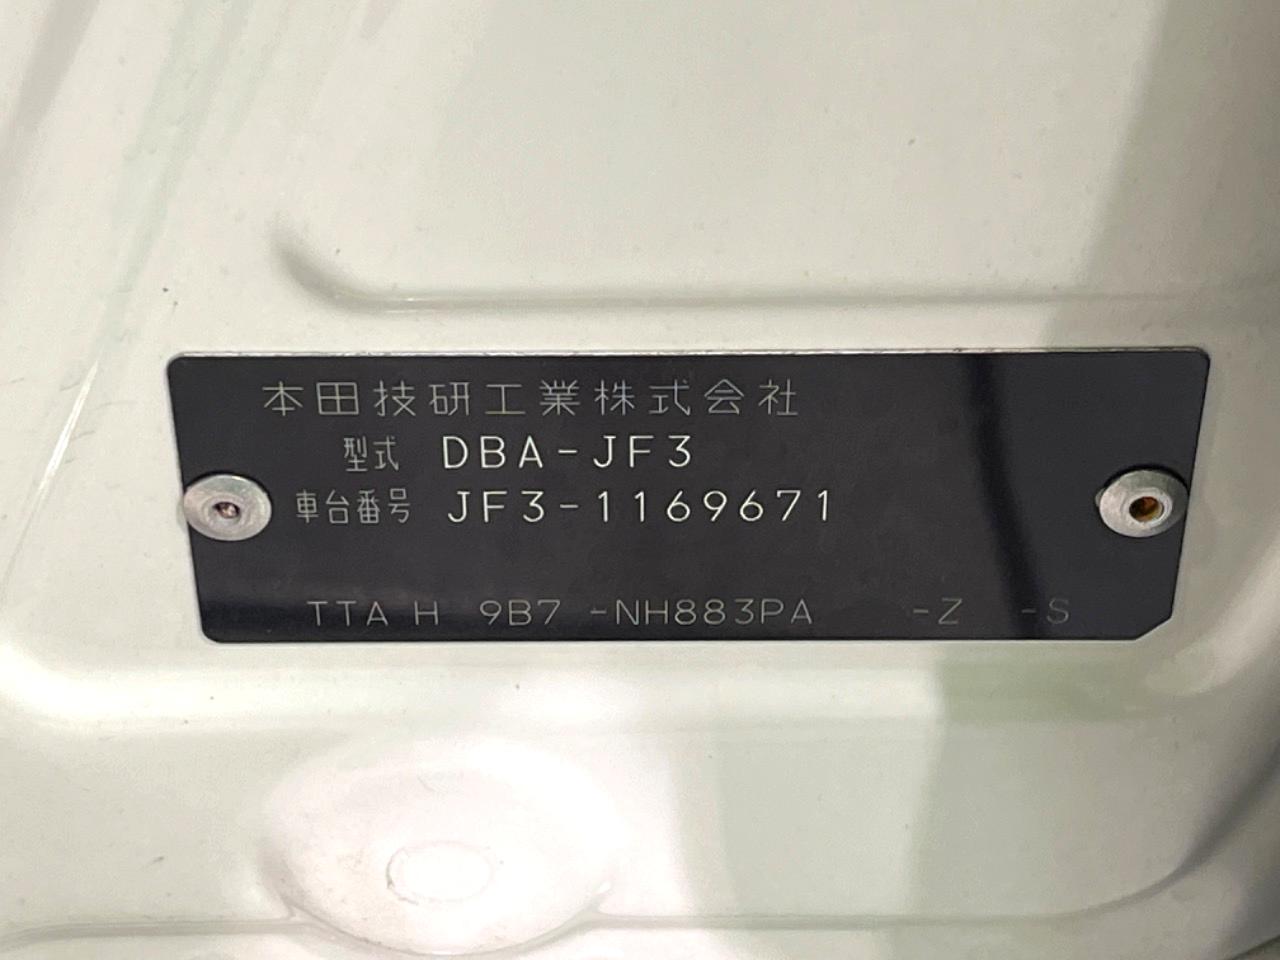 本田技研工業株式会社
型式 DBA-JF3
車台番号 JF3-1169671
TTA H 9B7 -NH883PA -Z -S